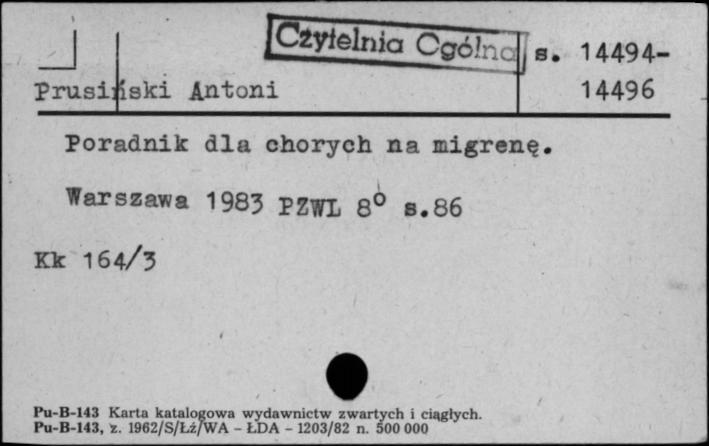 Czytelnia Ogólna
s. 14494-
14496
Prusiński Antoni
Poradnik dla chorych na migrenę.
Warszawa 1983 PZWL 8° s.86
Kk 164/3
Pu-B-143 Karta katalogowa wydawnictw zwartych i ciągłych.
Pu-B-143, z. 1962/S/Łż/WA - ŁDA - 1203/82 n. 500 000